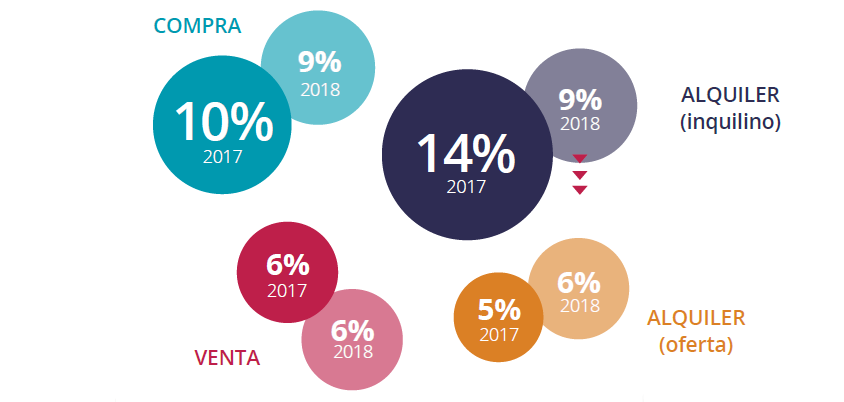 COMPRA
9%
2018
10%
2017
14%
2017
9%
2018
ALQUILER
(inquilino)
6%
2017
6%
2018
VENTA
5%
2017
6%
2018
ALQUILER
(oferta)